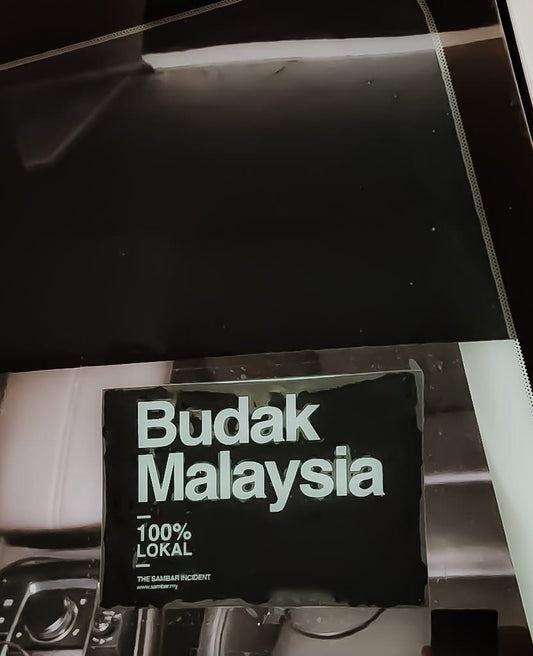 Budak
Malaysia
100%
LOKAL
THE SAMBAR INCIDENT
www.sambar.my